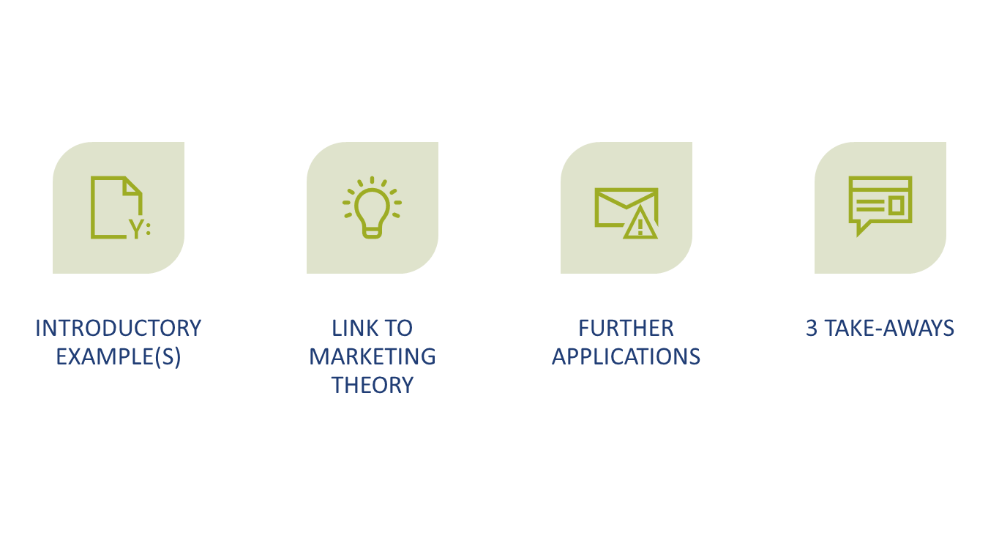 Y:
INTRODUCTORY
EXAMPLE(S)
LINK TO
MARKETING
THEORY
FURTHER
APPLICATIONS
3 TAKE-AWAYS